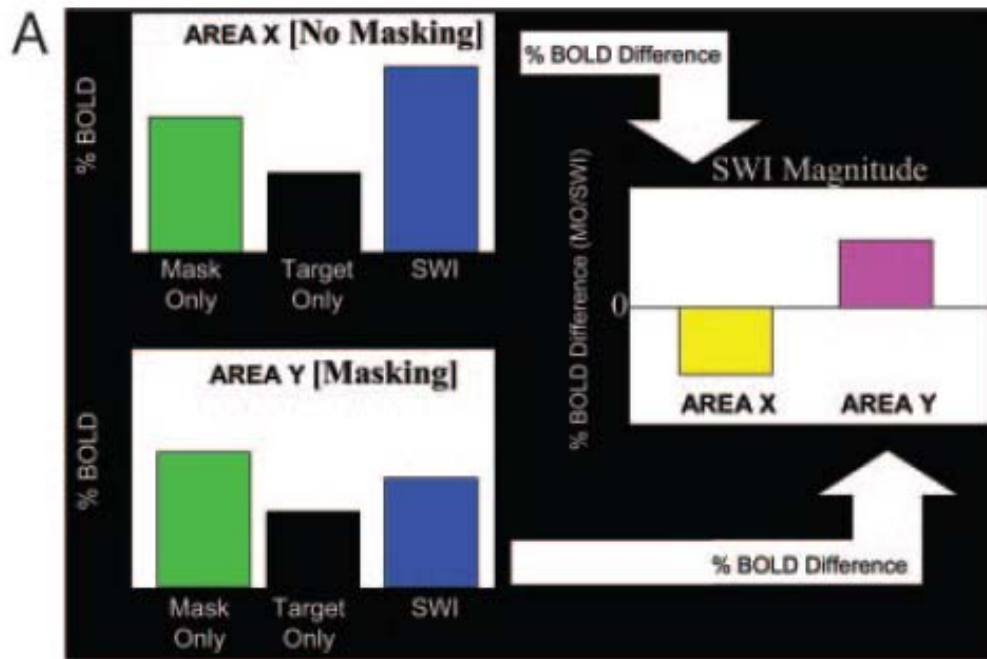 A
AREA X [No Masking]
% BOLD
Mask
Only
Target
Only
SWI
% BOLD Difference
SWI Magnitude
% BOLD Difference (MO/SWI)
0
AREA X
AREA Y
AREA Y [Masking]
% BOLD
Mask
Only
Target
Only
SWI
% BOLD Difference